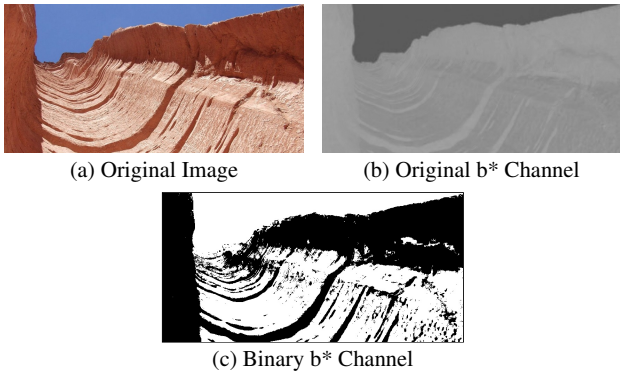 (a) Original Image
(b) Original b* Channel
(c) Binary b* Channel